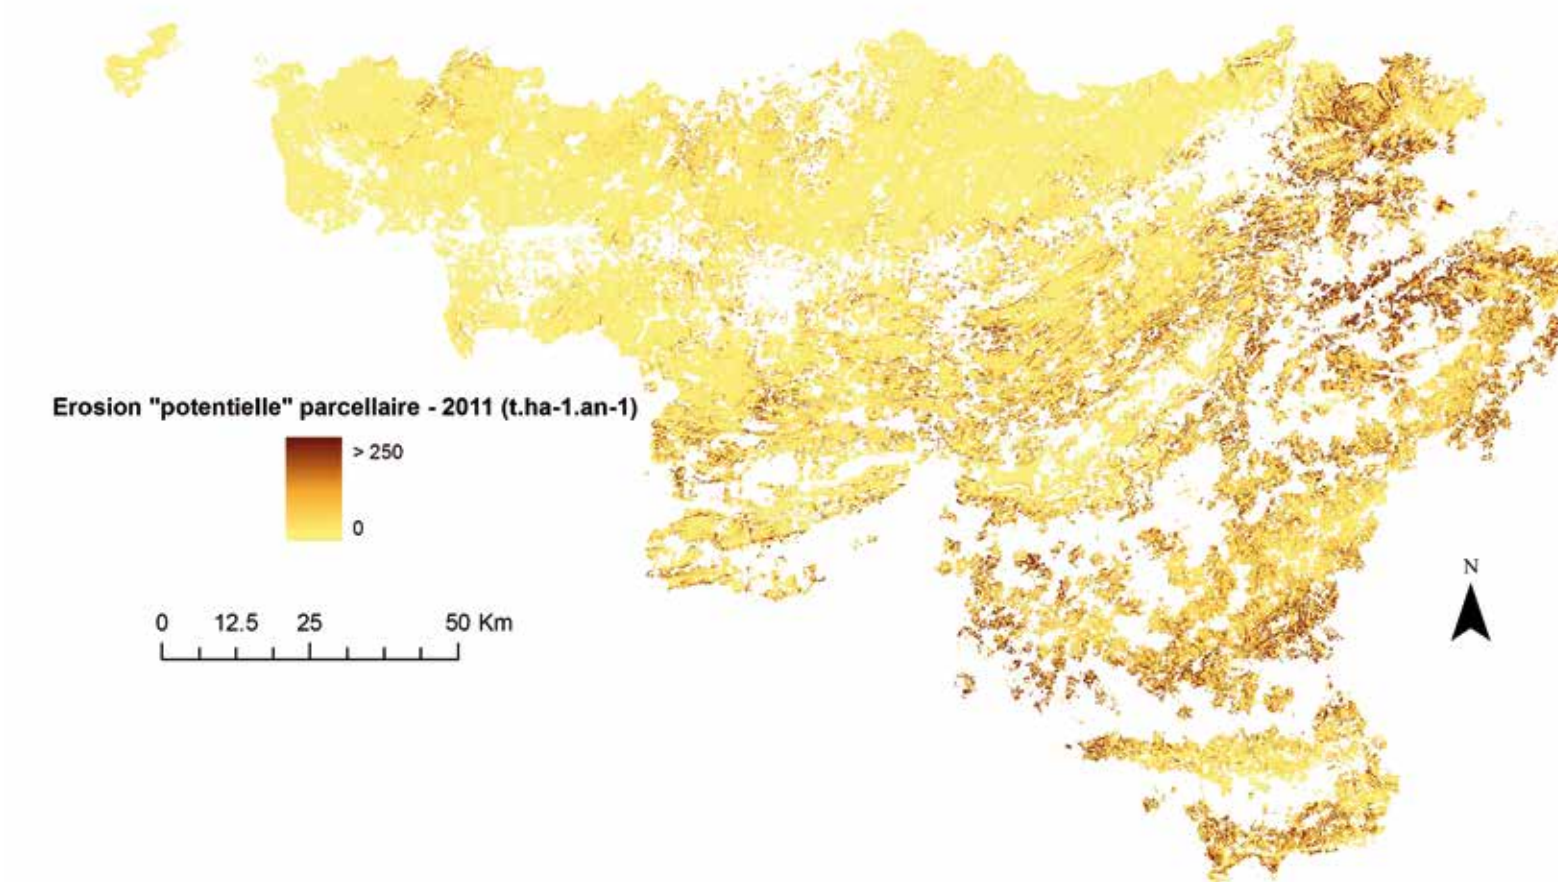 Erosion "potentielle" parcellaire - 2011 (t.ha-1.an-1)
> 250
0
N
0 12.5 25 50 Km